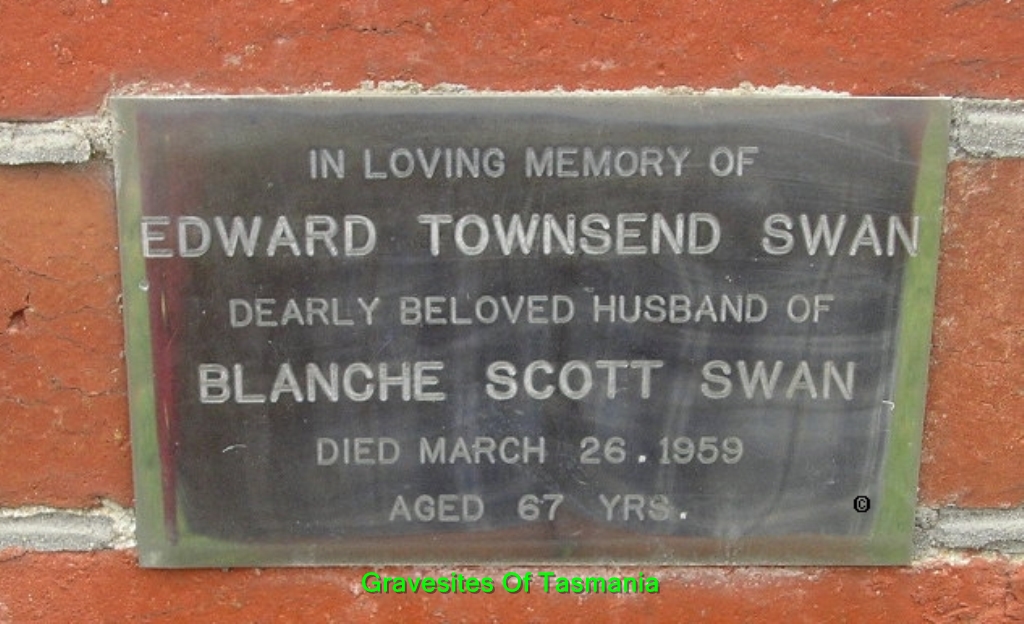 IN LOVING MEMORY OF
EDWARD TOWNSEND SWAN
DEARLY BELOVED HUSBAND OF
BLANCHE SCOTT SWAN
DIED MARCH 26.1959
AGED 67 YRS.
©
Gravesites Of Tasmania